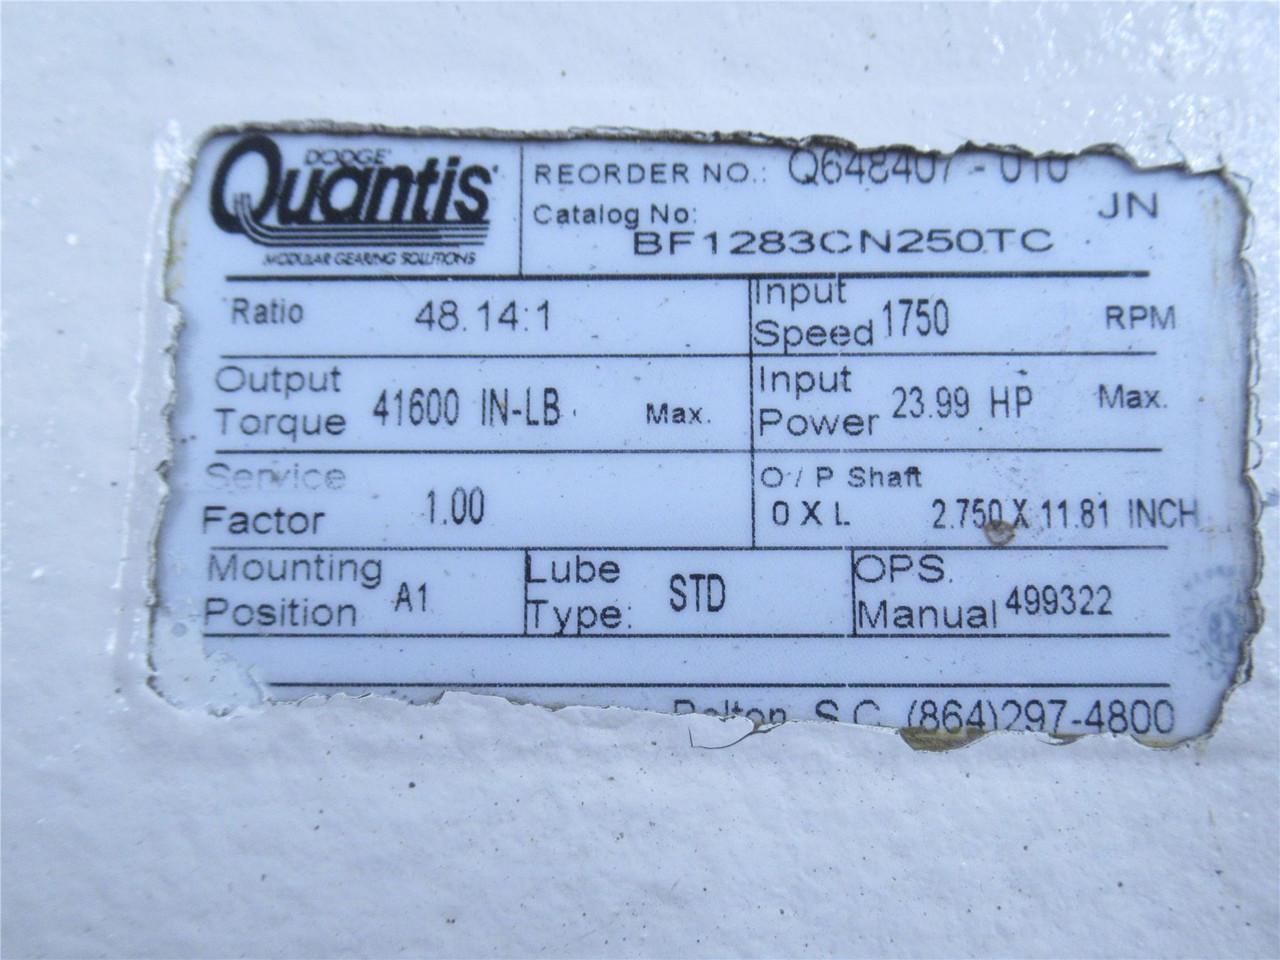 DODGE
Quantis
MODULAR GEARING SOLUTIONS
REORDER NO.: Q648407-010
JN
Catalog No:
BF1283CN250TC
Ratio 48.14:1
Input Speed 1750 RPM
Output Torque 41600 IN-LB Max.
Input Power 23.99 HP Max.
Service Factor 1.00
O/P Shaft
O X L 2.750 X 11.81 INCH
Mounting Position A1
Lube Type: STD
OPS. Manual 499322
Belton, S.C. (864)297-4800